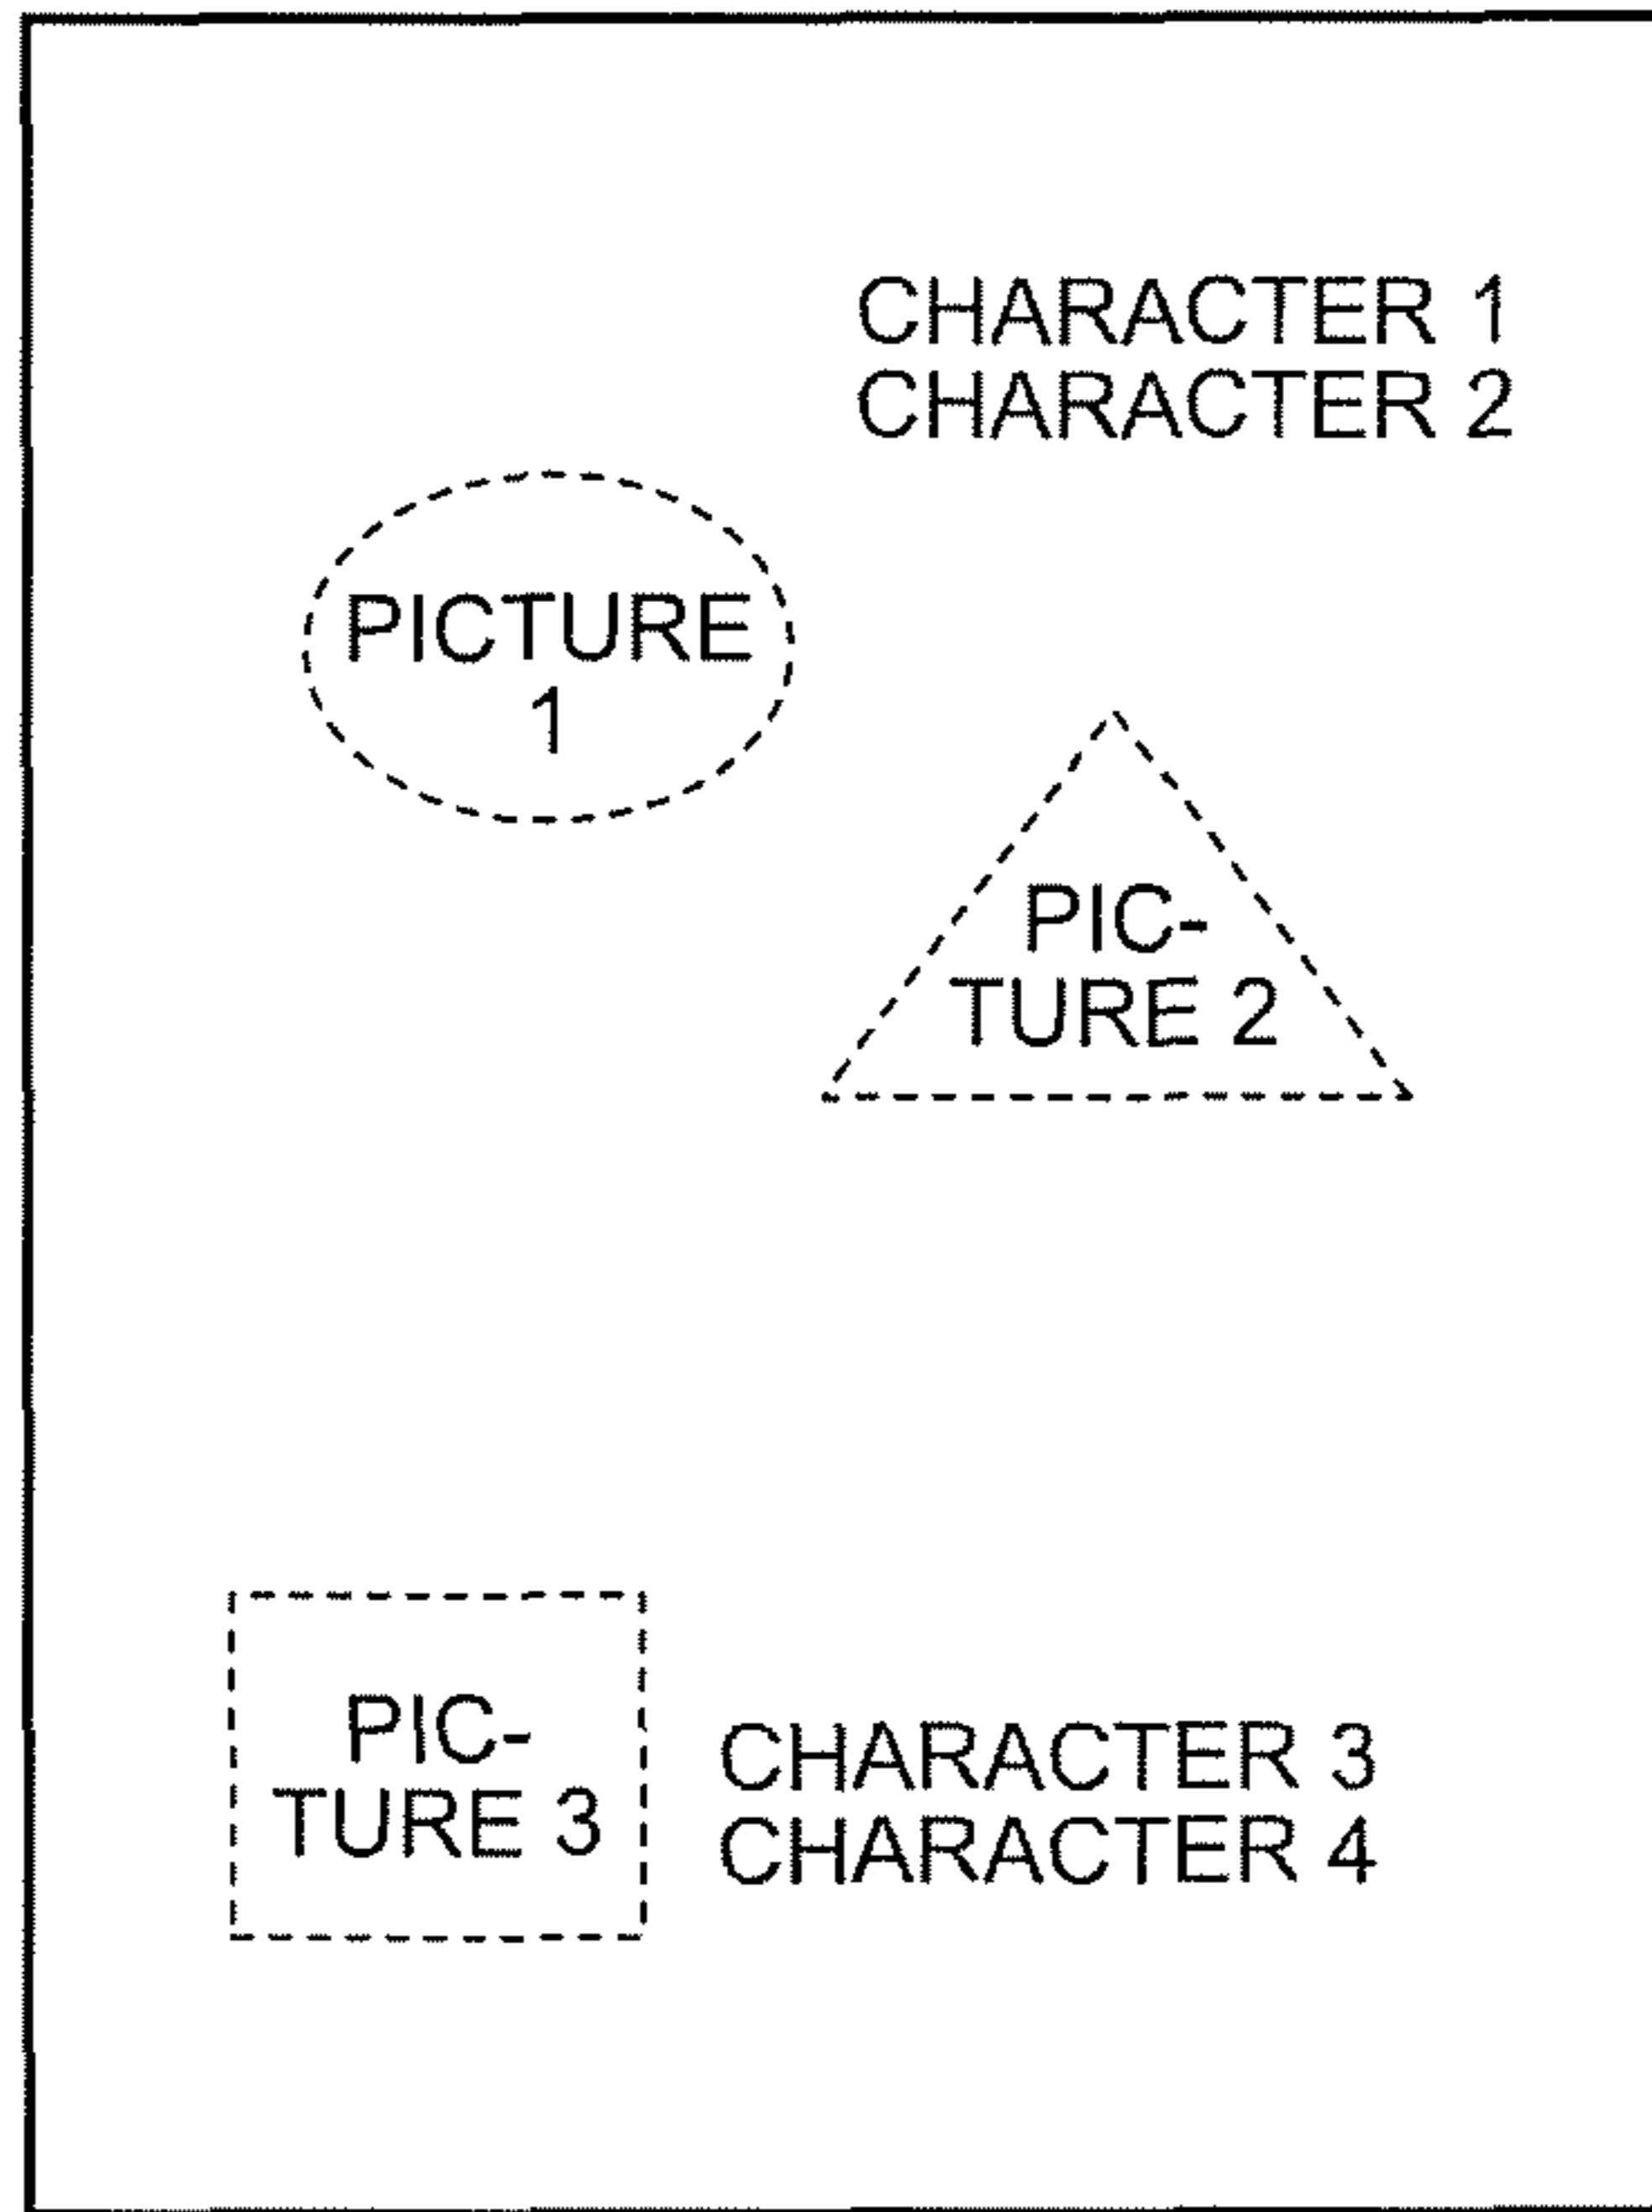 CHARACTER 1
CHARACTER 2
PICTURE
1
PIC-
TURE 2
PIC-
TURE 3
CHARACTER 3
CHARACTER 4